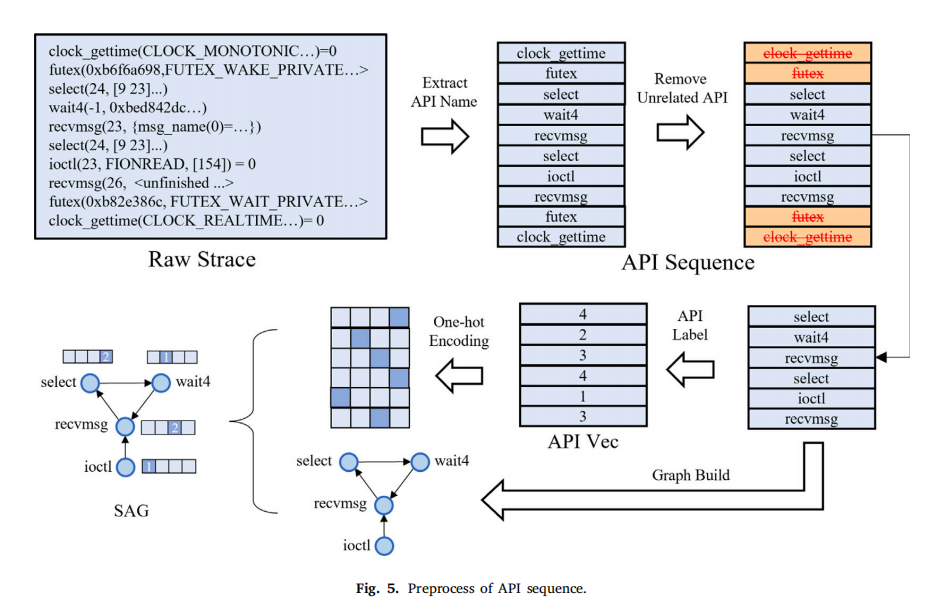 clock_gettime(CLOCK_MONOTONIC…)=0
futex(0xb6f6a698,FUTEX_WAKE_PRIVATE…>
select(24, [9 23]...)
wait4(-1, 0xbed842dc…)
recvmsg(23, {msg_name(0)=…})
select(24, [9 23]...)
ioctl(23, FIONREAD, [154]) = 0
recvmsg(26, <unfinished ...>
futex(0xb82e386c, FUTEX_WAIT_PRIVATE…>
clock_gettime(CLOCK_REALTIME…)= 0
Raw Strace
Extract
API Name
clock_gettime
futex
select
wait4
recvmsg
select
ioctl
recvmsg
futex
clock_gettime
Remove
Unrelated API
clock_gettime
futex
select
wait4
recvmsg
select
ioctl
recvmsg
futex
clock_gettime
API Sequence
select
wait4
recvmsg
select
ioctl
recvmsg
API
Label
4
2
3
4
1
3
API Vec
One-hot
Encoding
Graph Build
select
wait4
recvmsg
ioctl
2
1
select
wait4
recvmsg
2
ioctl
1
SAG
Fig. 5. Preprocess of API sequence.